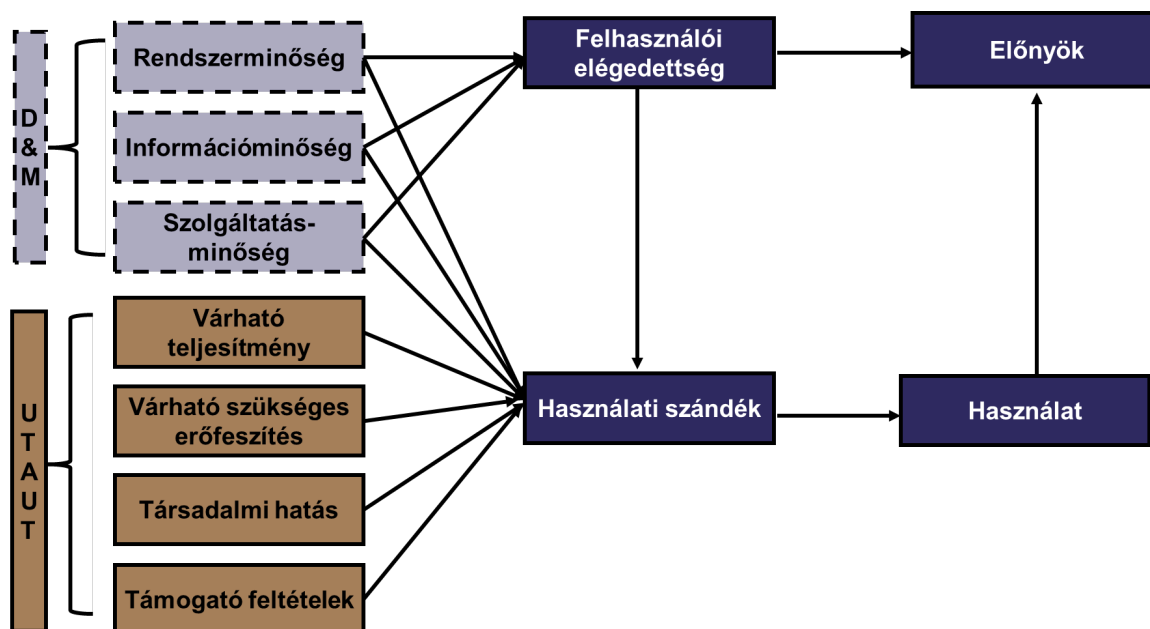 D
&
M
Rendszerminőség
Információminőség
Szolgáltatás-
minőség
U
T
A
U
T
Várható
teljesítmény
Várható szükséges
erőfeszítés
Társadalmi hatás
Támogató feltételek
Felhasználói
elégedettség
Előnyök
Használati szándék
Használat